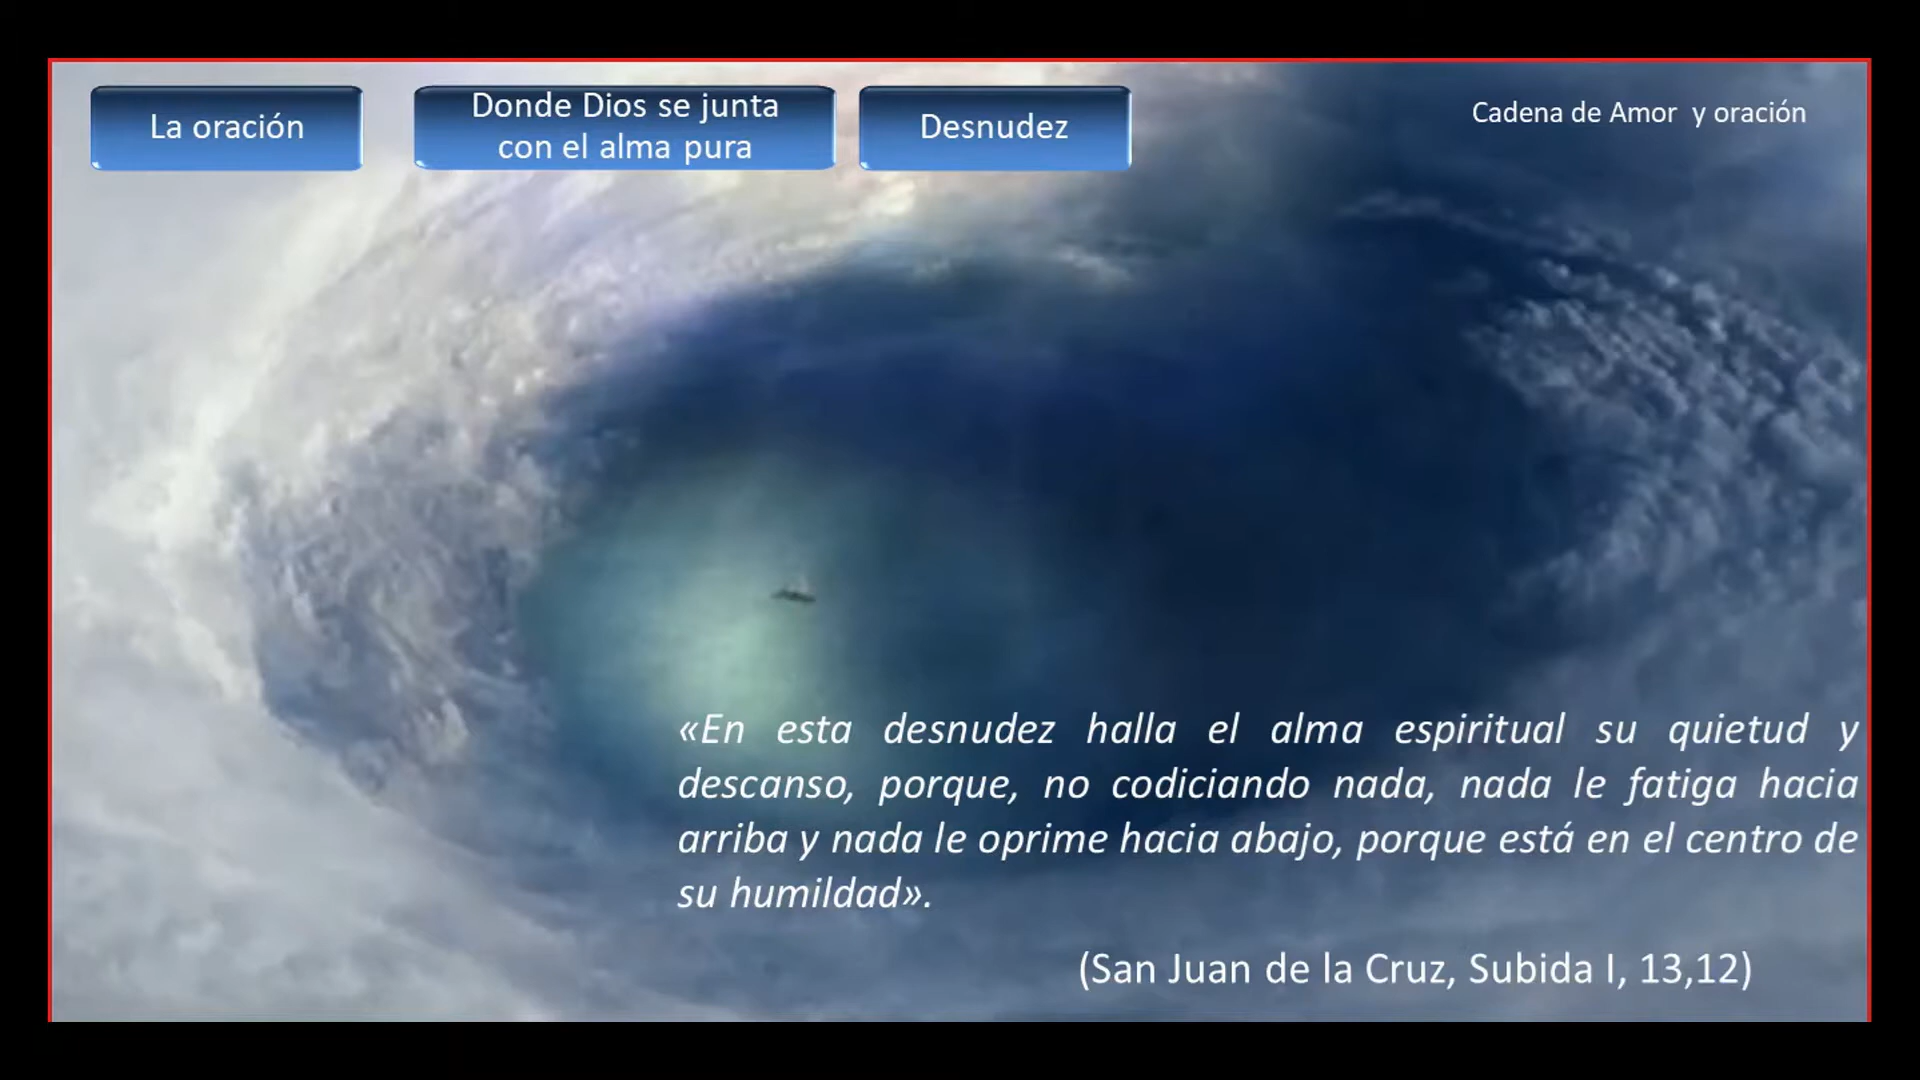 La oración
Donde Dios se junta
con el alma pura
Desnudez
Cadena de Amor y oración
«En esta desnudez halla el alma espiritual su quietud y
descanso, porque, no codiciando nada, nada le fatiga hacia
arriba y nada le oprime hacia abajo, porque está en el centro de
su humildad».
(San Juan de la Cruz, Subida I, 13,12)